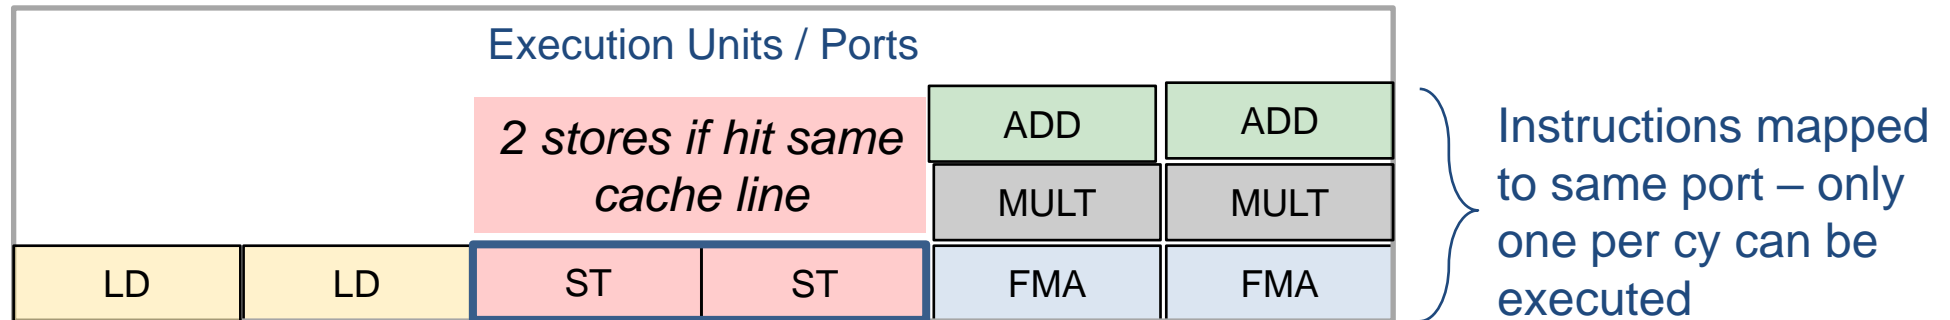 Execution Units / Ports
2 stores if hit same
cache line
ADD
ADD
MULT
MULT
LD
LD
ST
ST
FMA
FMA
Instructions mapped
to same port – only
one per cy can be
executed